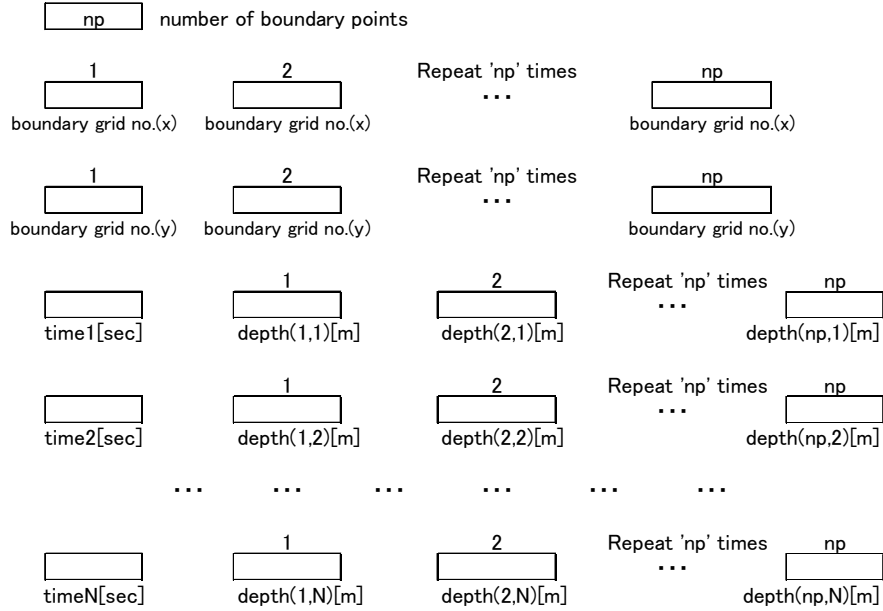 np number of boundary points
1 2 Repeat 'np' times np
...
boundary grid no.(x) boundary grid no.(x) boundary grid no.(x)
1 2 Repeat 'np' times np
...
boundary grid no.(y) boundary grid no.(y) boundary grid no.(y)
1 2 Repeat 'np' times np
...
time1[sec] depth(1,1)[m] depth(2,1)[m] depth(np,1)[m]
1 2 Repeat 'np' times np
...
time2[sec] depth(1,2)[m] depth(2,2)[m] depth(np,2)[m]
... ... ... ... ... ...
1 2 Repeat 'np' times np
...
timeN[sec] depth(1,N)[m] depth(2,N)[m] depth(np,N)[m]